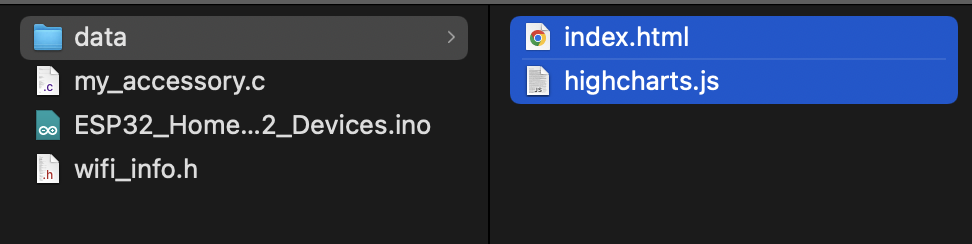 data
my_accessory.c
ESP32_Home...2_Devices.ino
wifi_info.h
index.html
highcharts.js